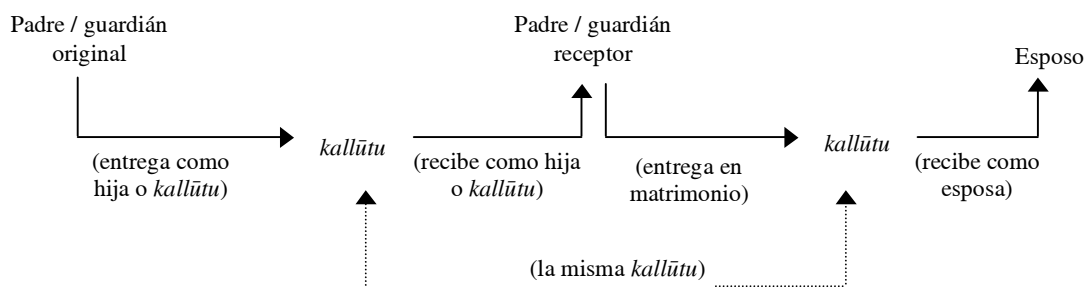 Padre / guardián
original
Padre / guardián
receptor
Esposo
kallūtu
kallūtu
(entrega como
hija o kallūtu)
(recibe como hija
o kallūtu)
(entrega en
matrimonio)
(recibe como
esposa)
(la misma kallūtu)